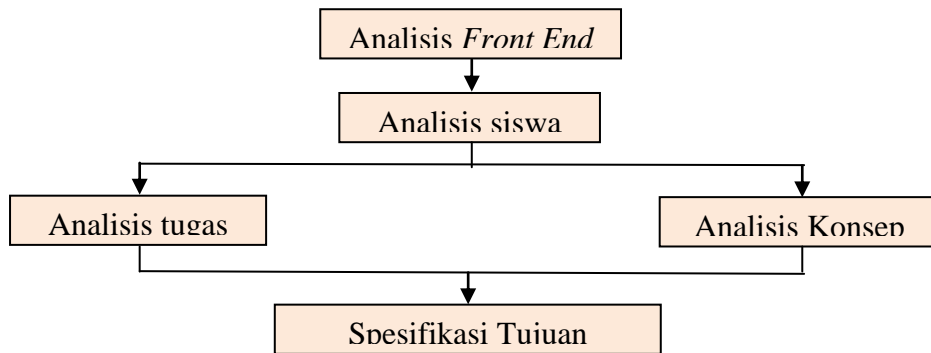 Analisis Front End
Analisis siswa
Analisis tugas
Analisis Konsep
Spesifikasi Tujuan